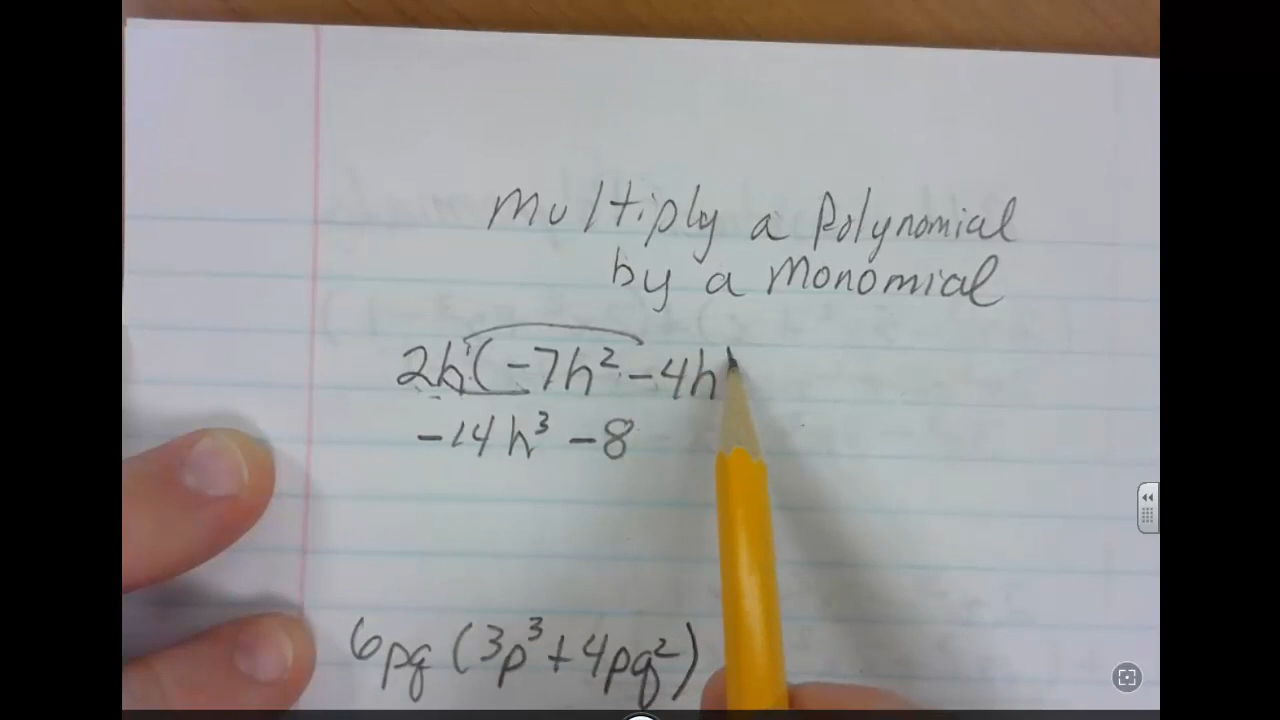 Multiply a Polynomial
by a Monomial
2h(-7h² -4h
-14h³ -8
6pq (3p³+4pq²)